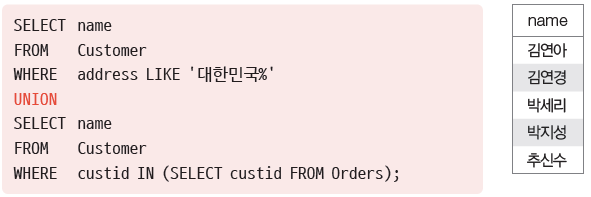 SELECT name
FROM Customer
WHERE address LIKE '대한민국%'
UNION
SELECT name
FROM Customer
WHERE custid IN (SELECT custid FROM Orders);
name
김연아
김연경
박세리
박지성
추신수